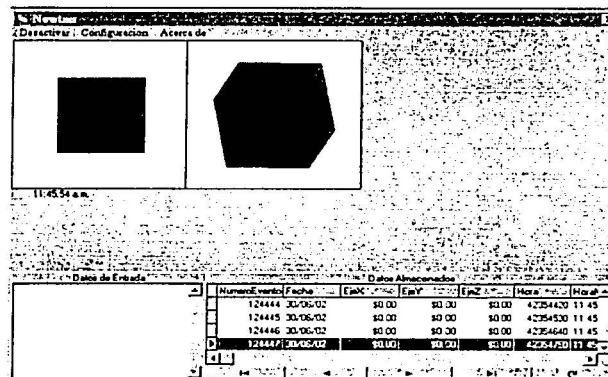 Newton
Desactivar Configuracion Acerca de
11:45:54 a.m.
Datos de Entrada
Datos Almacenados
NumeroEvento Fecha EjeX EjeY EjeZ Hora
124444 30/06/02 $0.00 $0.00 $0.00 42354420 11:45
124445 30/06/02 $0.00 $0.00 $0.00 42354530 11:45
124446 30/06/02 $0.00 $0.00 $0.00 42354640 11:45
124447 30/06/02 $0.00 $0.00 $0.00 42354750 11:45